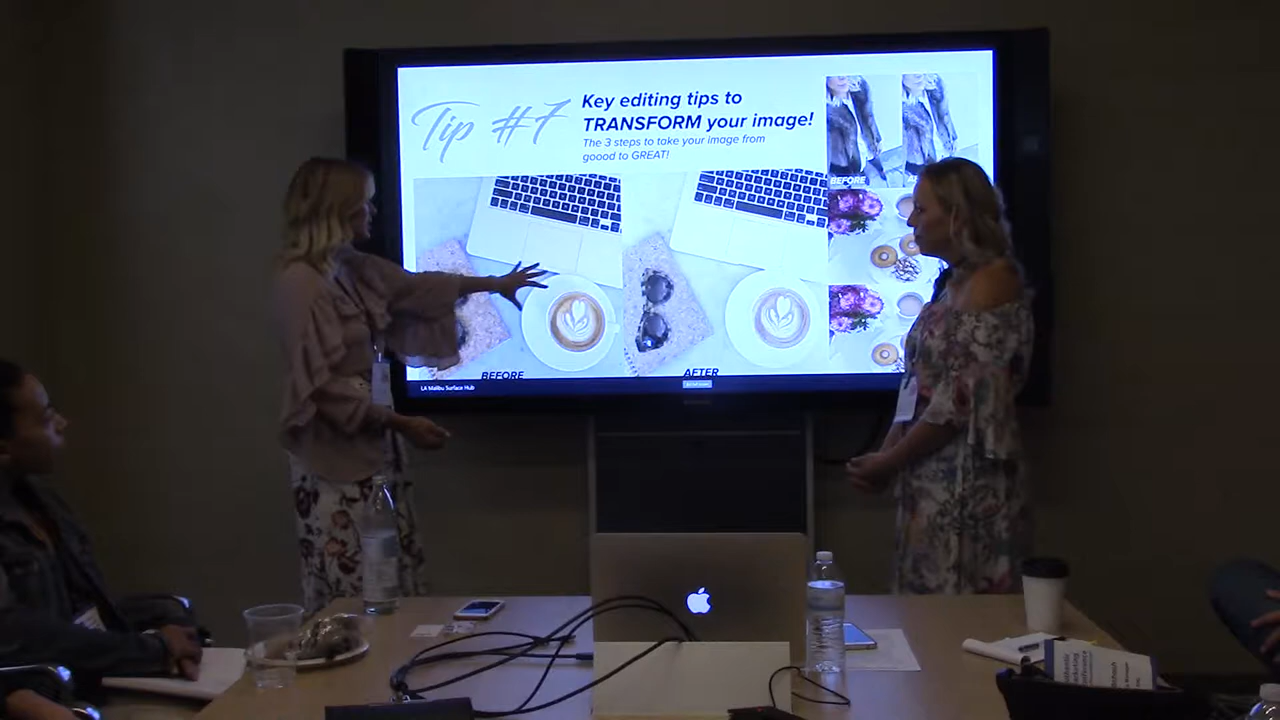 Tip #7
Key editing tips to
TRANSFORM your image!
The 3 steps to take your image from
goood to GREAT!
BEFORE
BEFORE
AFTER
LA Malibu Surface Hub